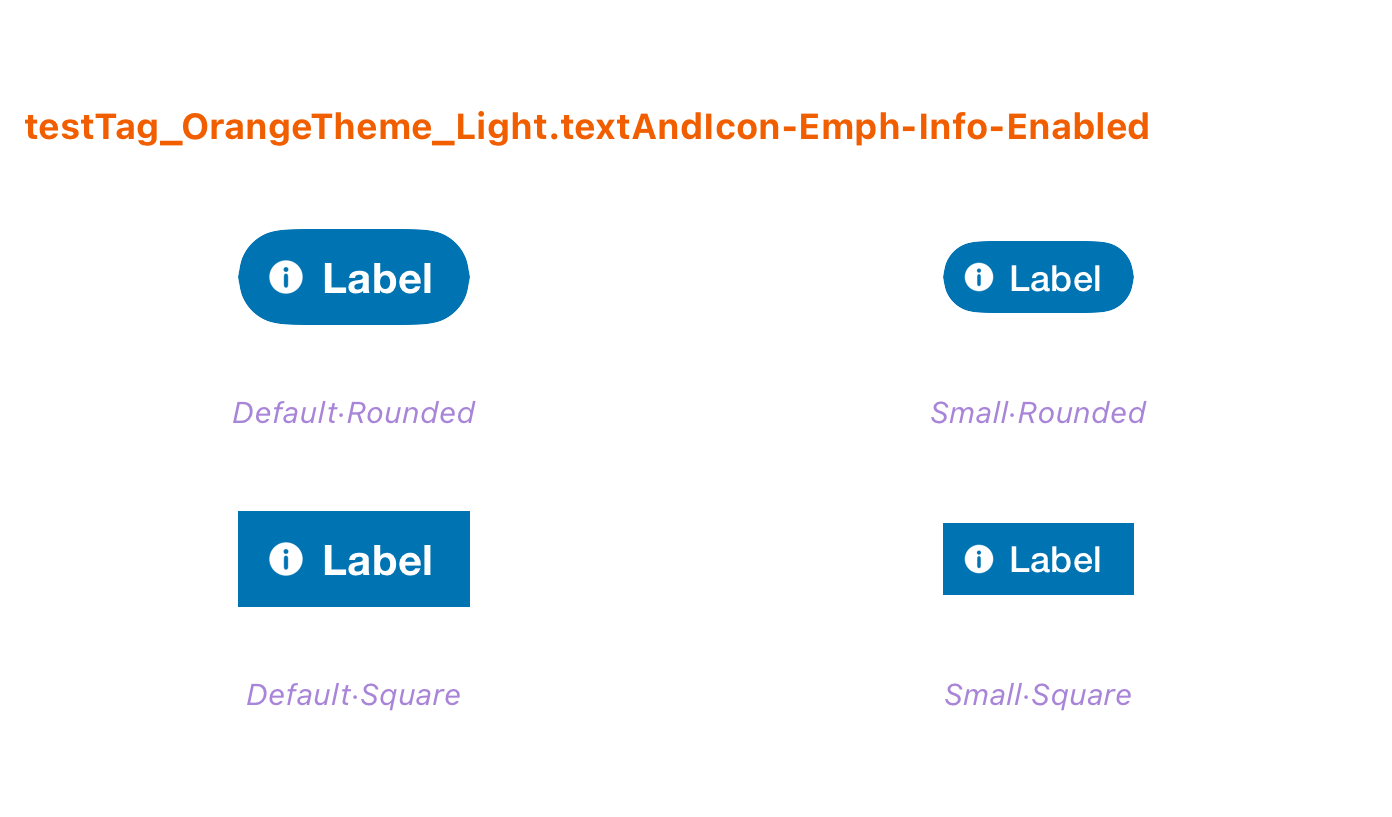 testTag_OrangeTheme_Light.textAndIcon-Emph-Info-Enabled
Label
Label
Default·Rounded
Small·Rounded
Label
Label
Default·Square
Small·Square